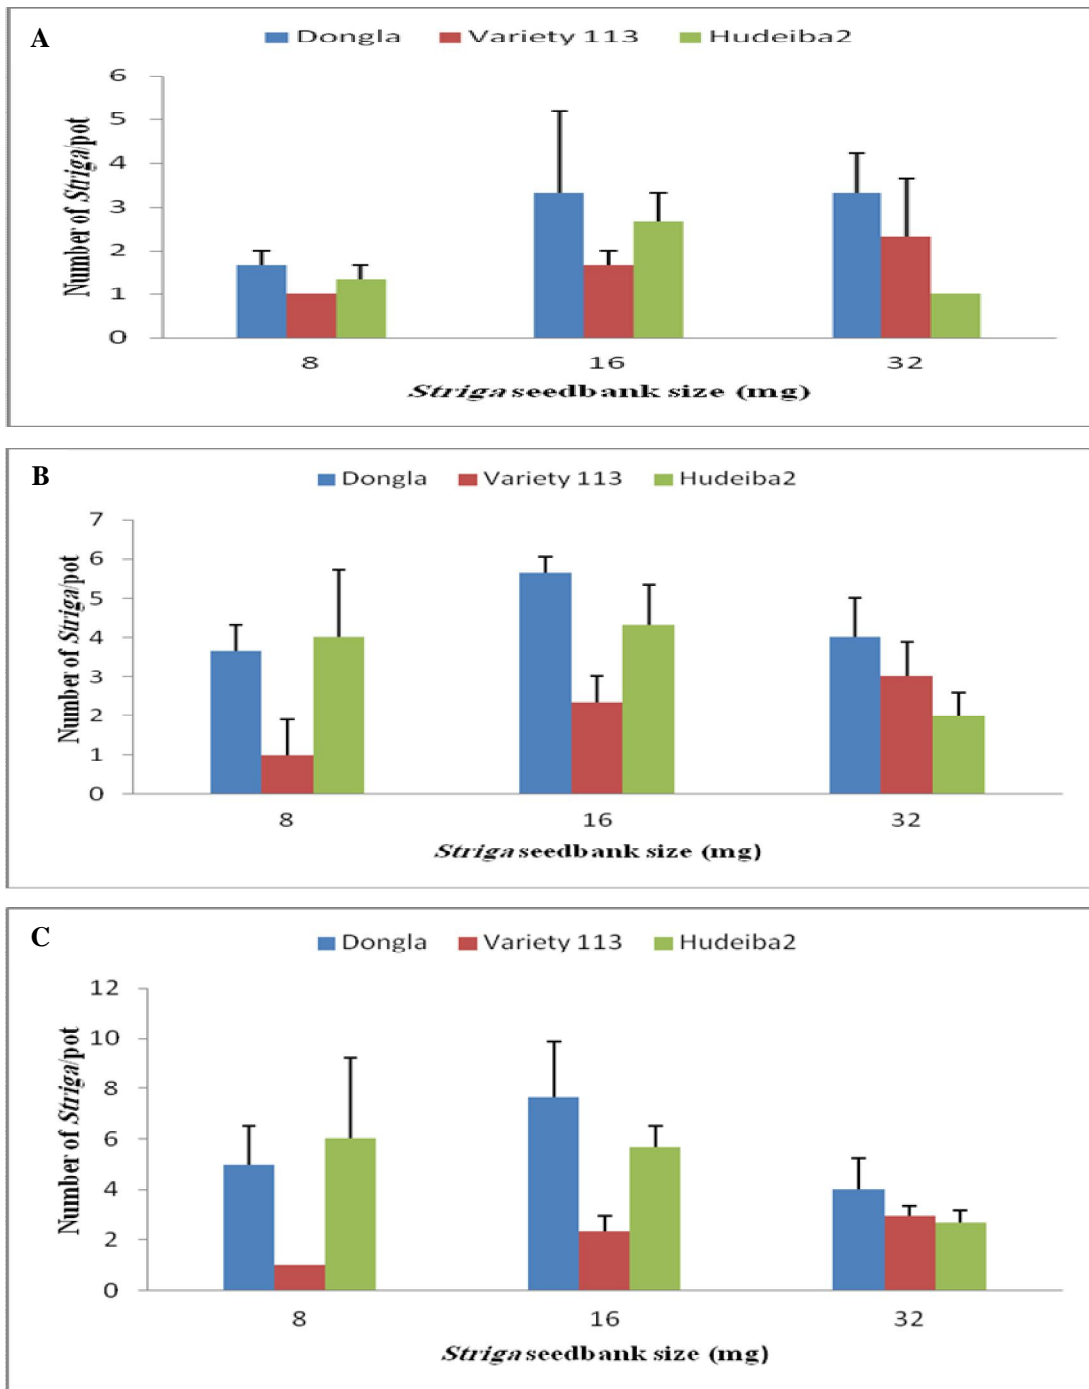 A
Dongla Variety 113 Hudeiba2
Number of Striga/pot
6
5
4
3
2
1
0
8 16 32
Striga seedbank size (mg)
B
Dongla Variety 113 Hudeiba2
Number of Striga/pot
7
6
5
4
3
2
1
0
8 16 32
Striga seedbank size (mg)
C
Dongla Variety 113 Hudeiba2
Number of Striga/pot
12
10
8
6
4
2
0
8 16 32
Striga seedbank size (mg)